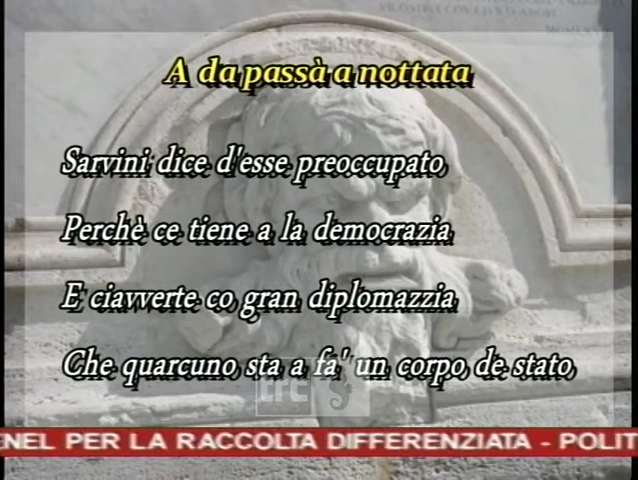 A da passà a nottata
Sarvini dice d'esse preoccupato
Perchè ce tiene a la democrazia
E ciavverte co gran diplomazzia
Che quarcuno sta a fa' un corpo de stato
ENEL PER LA RACCOLTA DIFFERENZIATA - POLIT